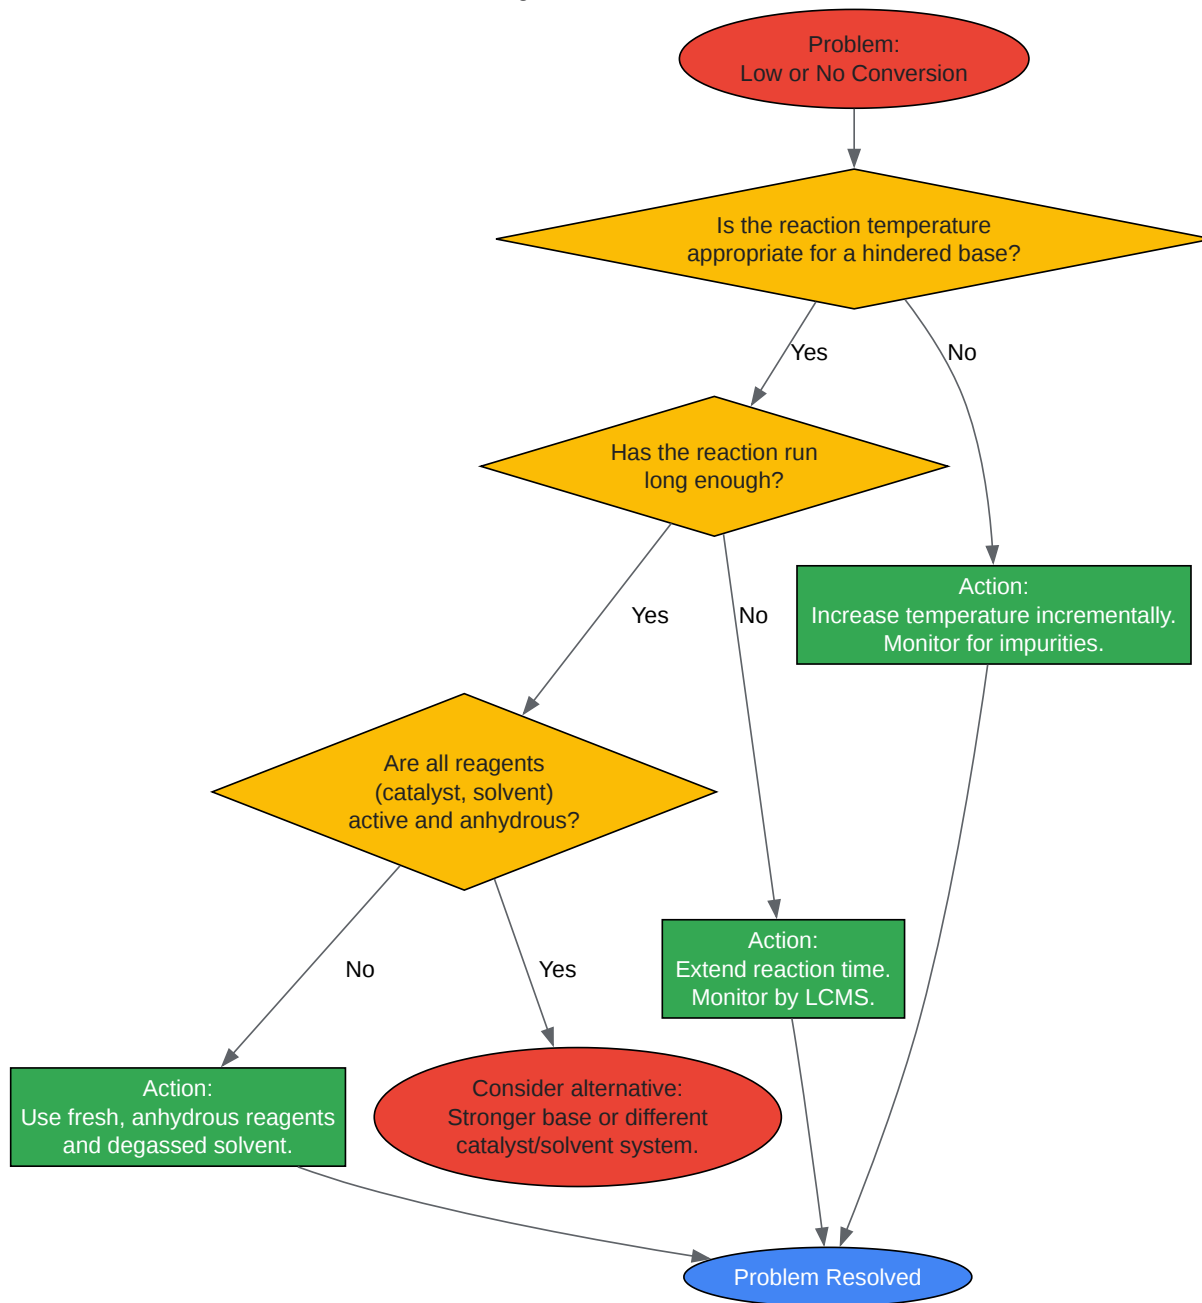 Problem:
Low or No Conversion
Is the reaction temperature
appropriate for a hindered base?
Yes
No
Has the reaction run
long enough?
Yes
No
Action:
Increase temperature incrementally.
Monitor for impurities.
Are all reagents
(catalyst, solvent)
active and anhydrous?
No
Yes
Action:
Extend reaction time.
Monitor by LCMS.
Action:
Use fresh, anhydrous reagents
and degassed solvent.
Consider alternative:
Stronger base or different
catalyst/solvent system.
Problem Resolved